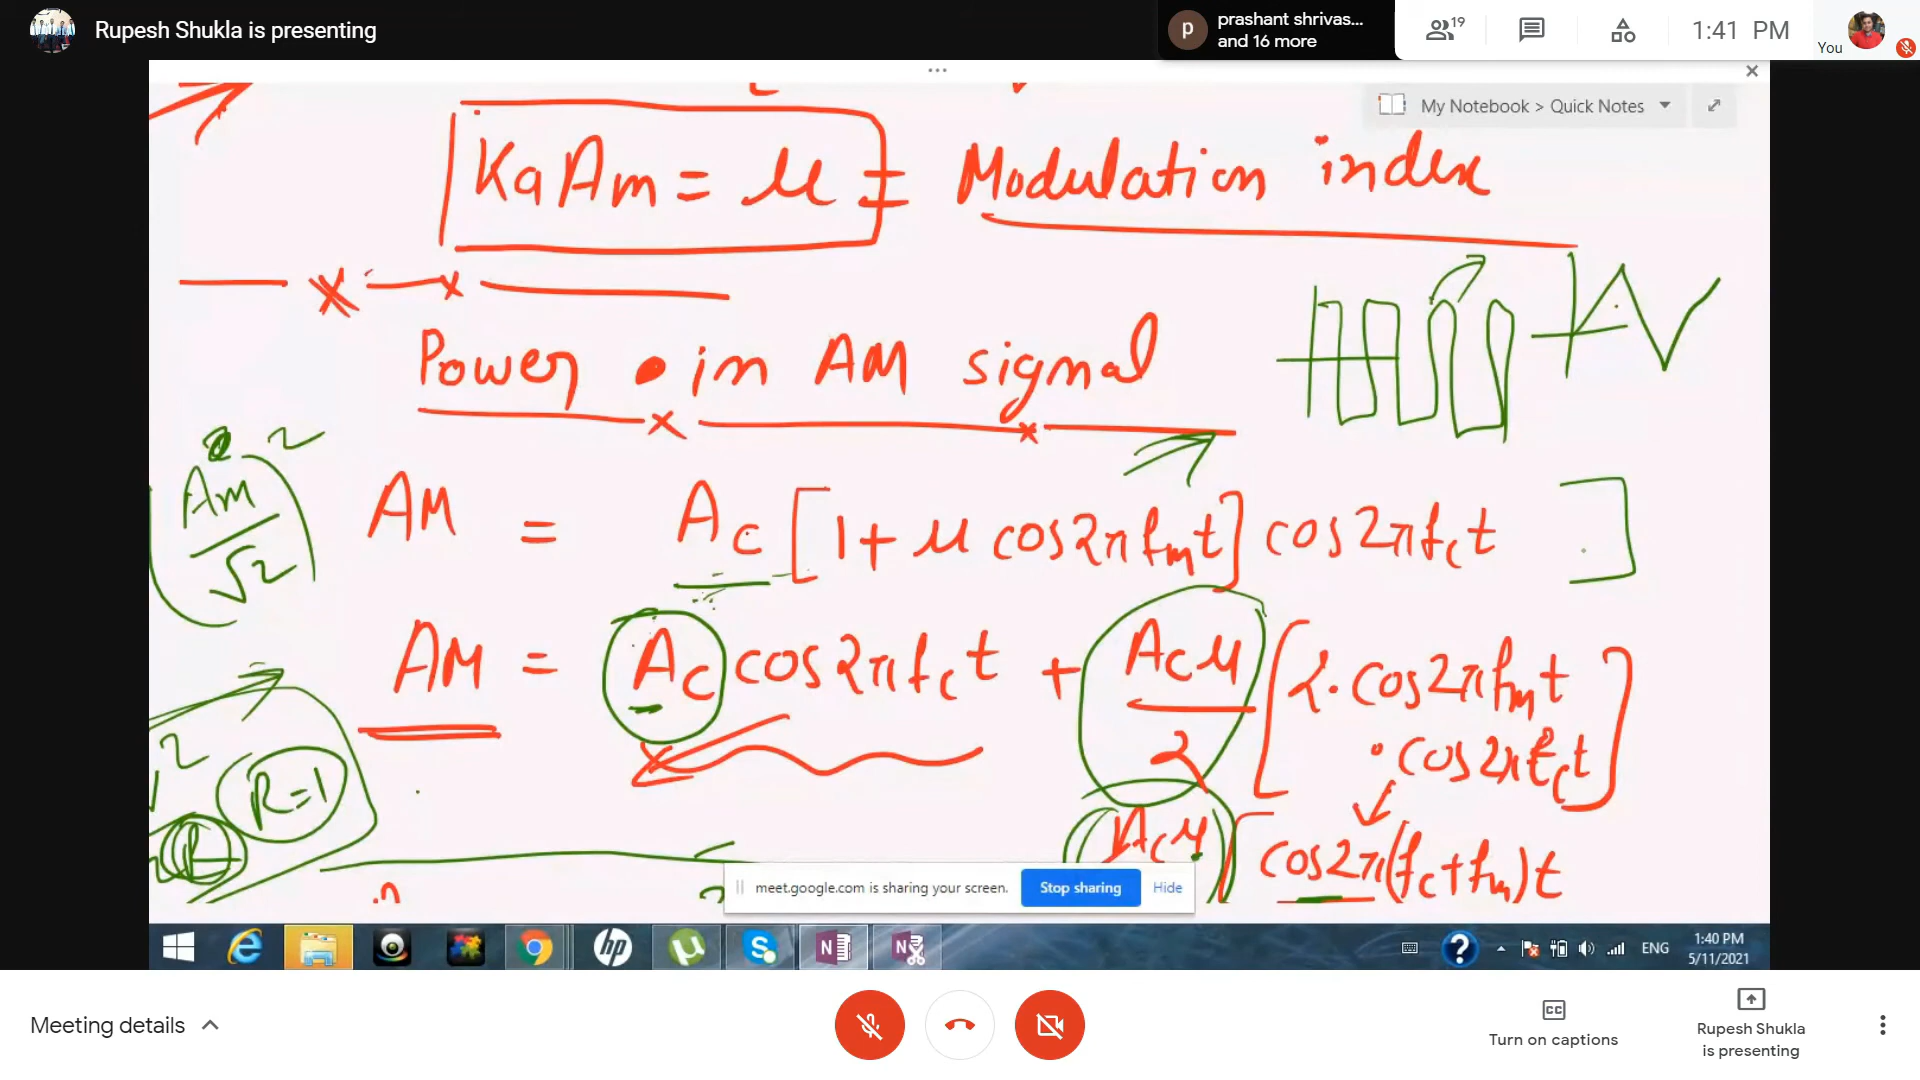 Rupesh Shukla is presenting
p
prashant shrivas...
and 16 more
19
1:41 PM
You
My Notebook > Quick Notes
KaAm = μ = Modulation index
Power in AM signal
Am
√2
2
AM = Ac [1+ μ cos2πfmt] cos2πfct ]
AM = Ac cos2πfct + Acμ/2 [2. cos2πfmt
. cos2πfct]
2
R=1
R
Acμ [cos2π(fc+fm)t
meet.google.com is sharing your screen. Stop sharing Hide
hp
ENG
1:40 PM
5/11/2021
Meeting details
Turn on captions
Rupesh Shukla
is presenting